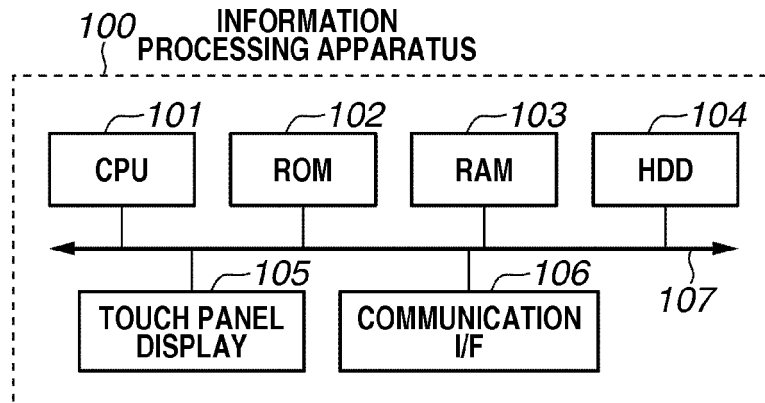 100
INFORMATION
PROCESSING APPARATUS
101 102 103 104
CPU ROM RAM HDD
105 106 107
TOUCH PANEL
DISPLAY
COMMUNICATION
I/F